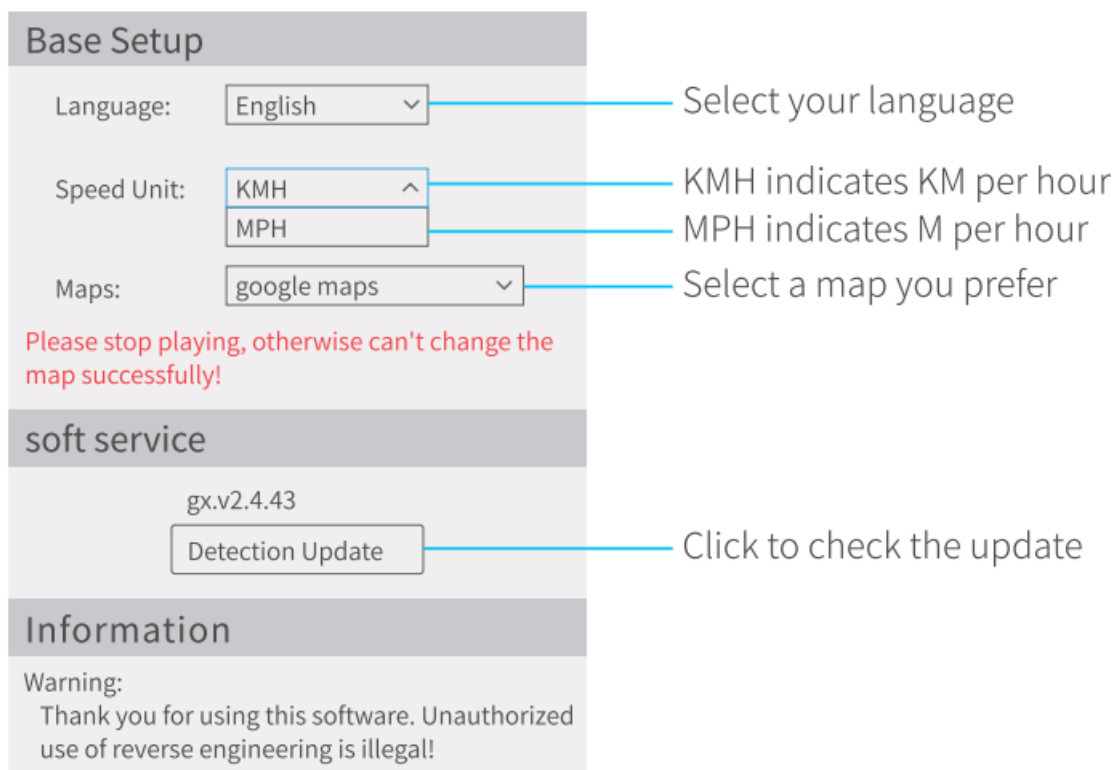 Base Setup
Language:
English
Select your language
Speed Unit:
KMH
KMH indicates KM per hour
MPH
MPH indicates M per hour
Maps:
google maps
Select a map you prefer
Please stop playing, otherwise can't change the
map successfully!
soft service
gx.v2.4.43
Detection Update
Click to check the update
Information
Warning:
Thank you for using this software. Unauthorized
use of reverse engineering is illegal!